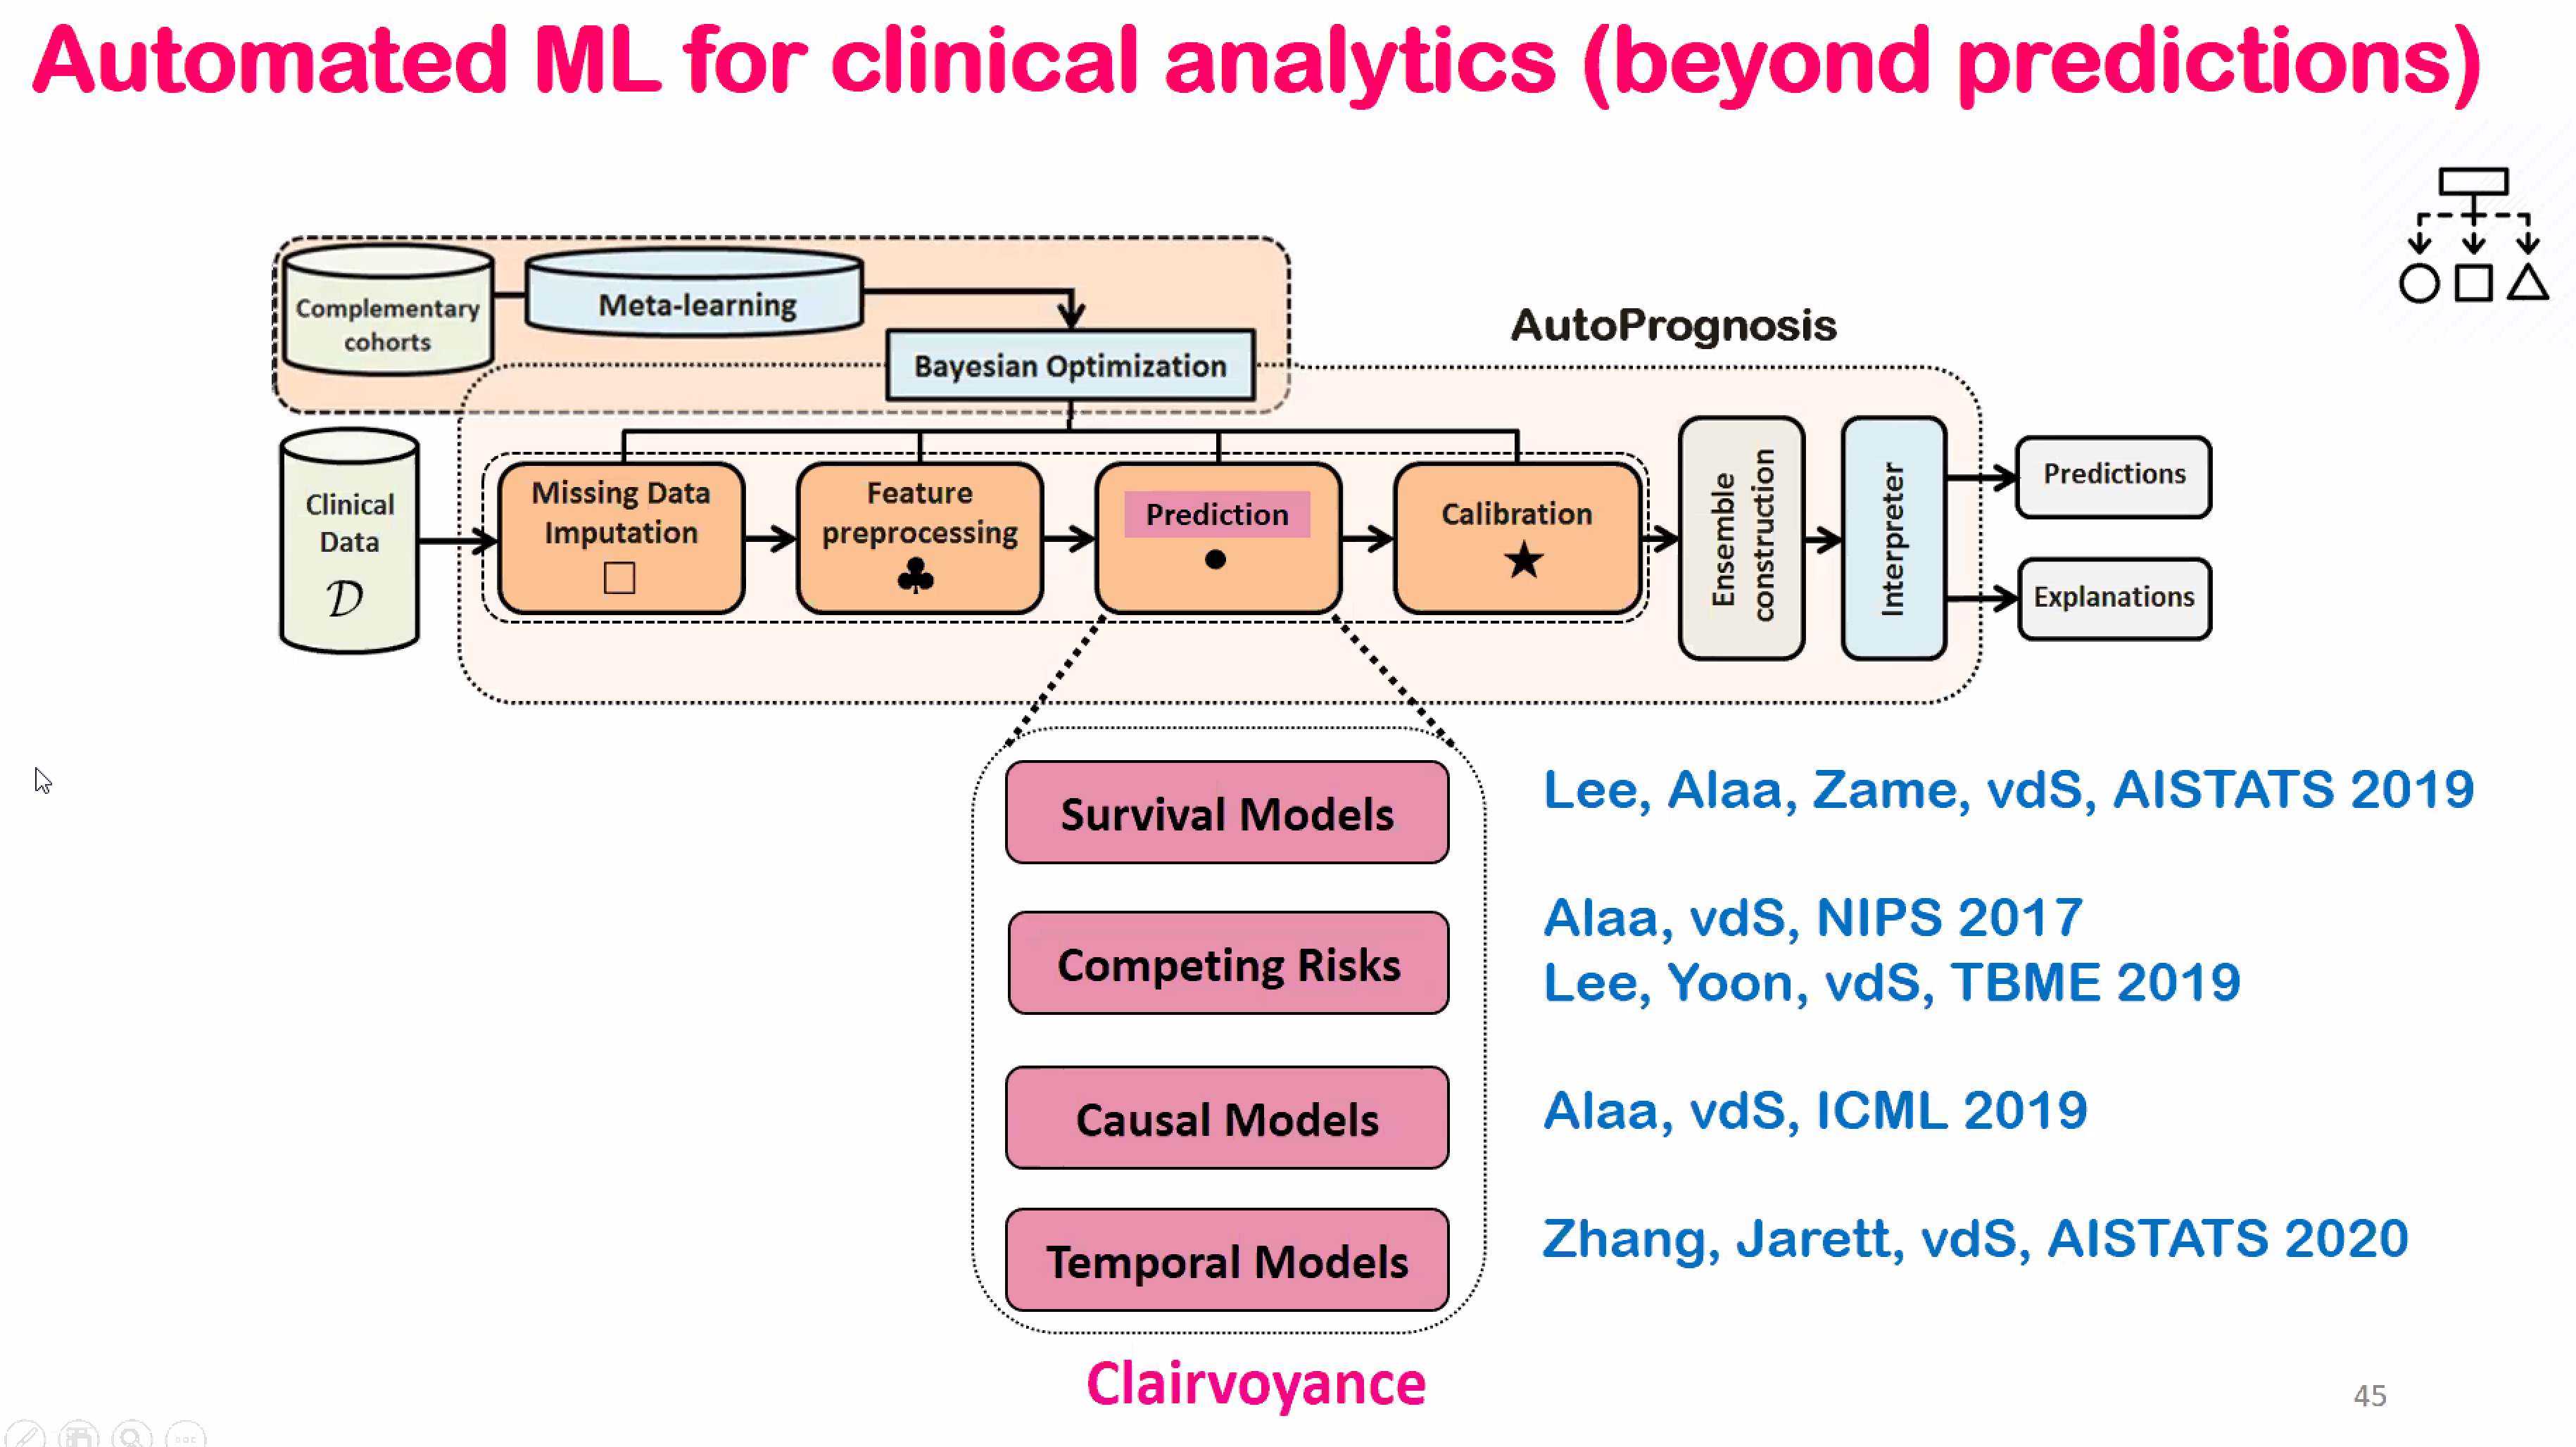 Automated ML for clinical analytics (beyond predictions)
Complementary
cohorts
Meta-learning
Bayesian Optimization
AutoPrognosis
Clinical
Data
D
Missing Data
Imputation
Feature
preprocessing
Prediction
Calibration
Ensemble
construction
Interpreter
Predictions
Explanations
Survival Models
Lee, Alaa, Zame, vdS, AISTATS 2019
Competing Risks
Alaa, vdS, NIPS 2017
Lee, Yoon, vdS, TBME 2019
Causal Models
Alaa, vdS, ICML 2019
Temporal Models
Zhang, Jarett, vdS, AISTATS 2020
Clairvoyance
45